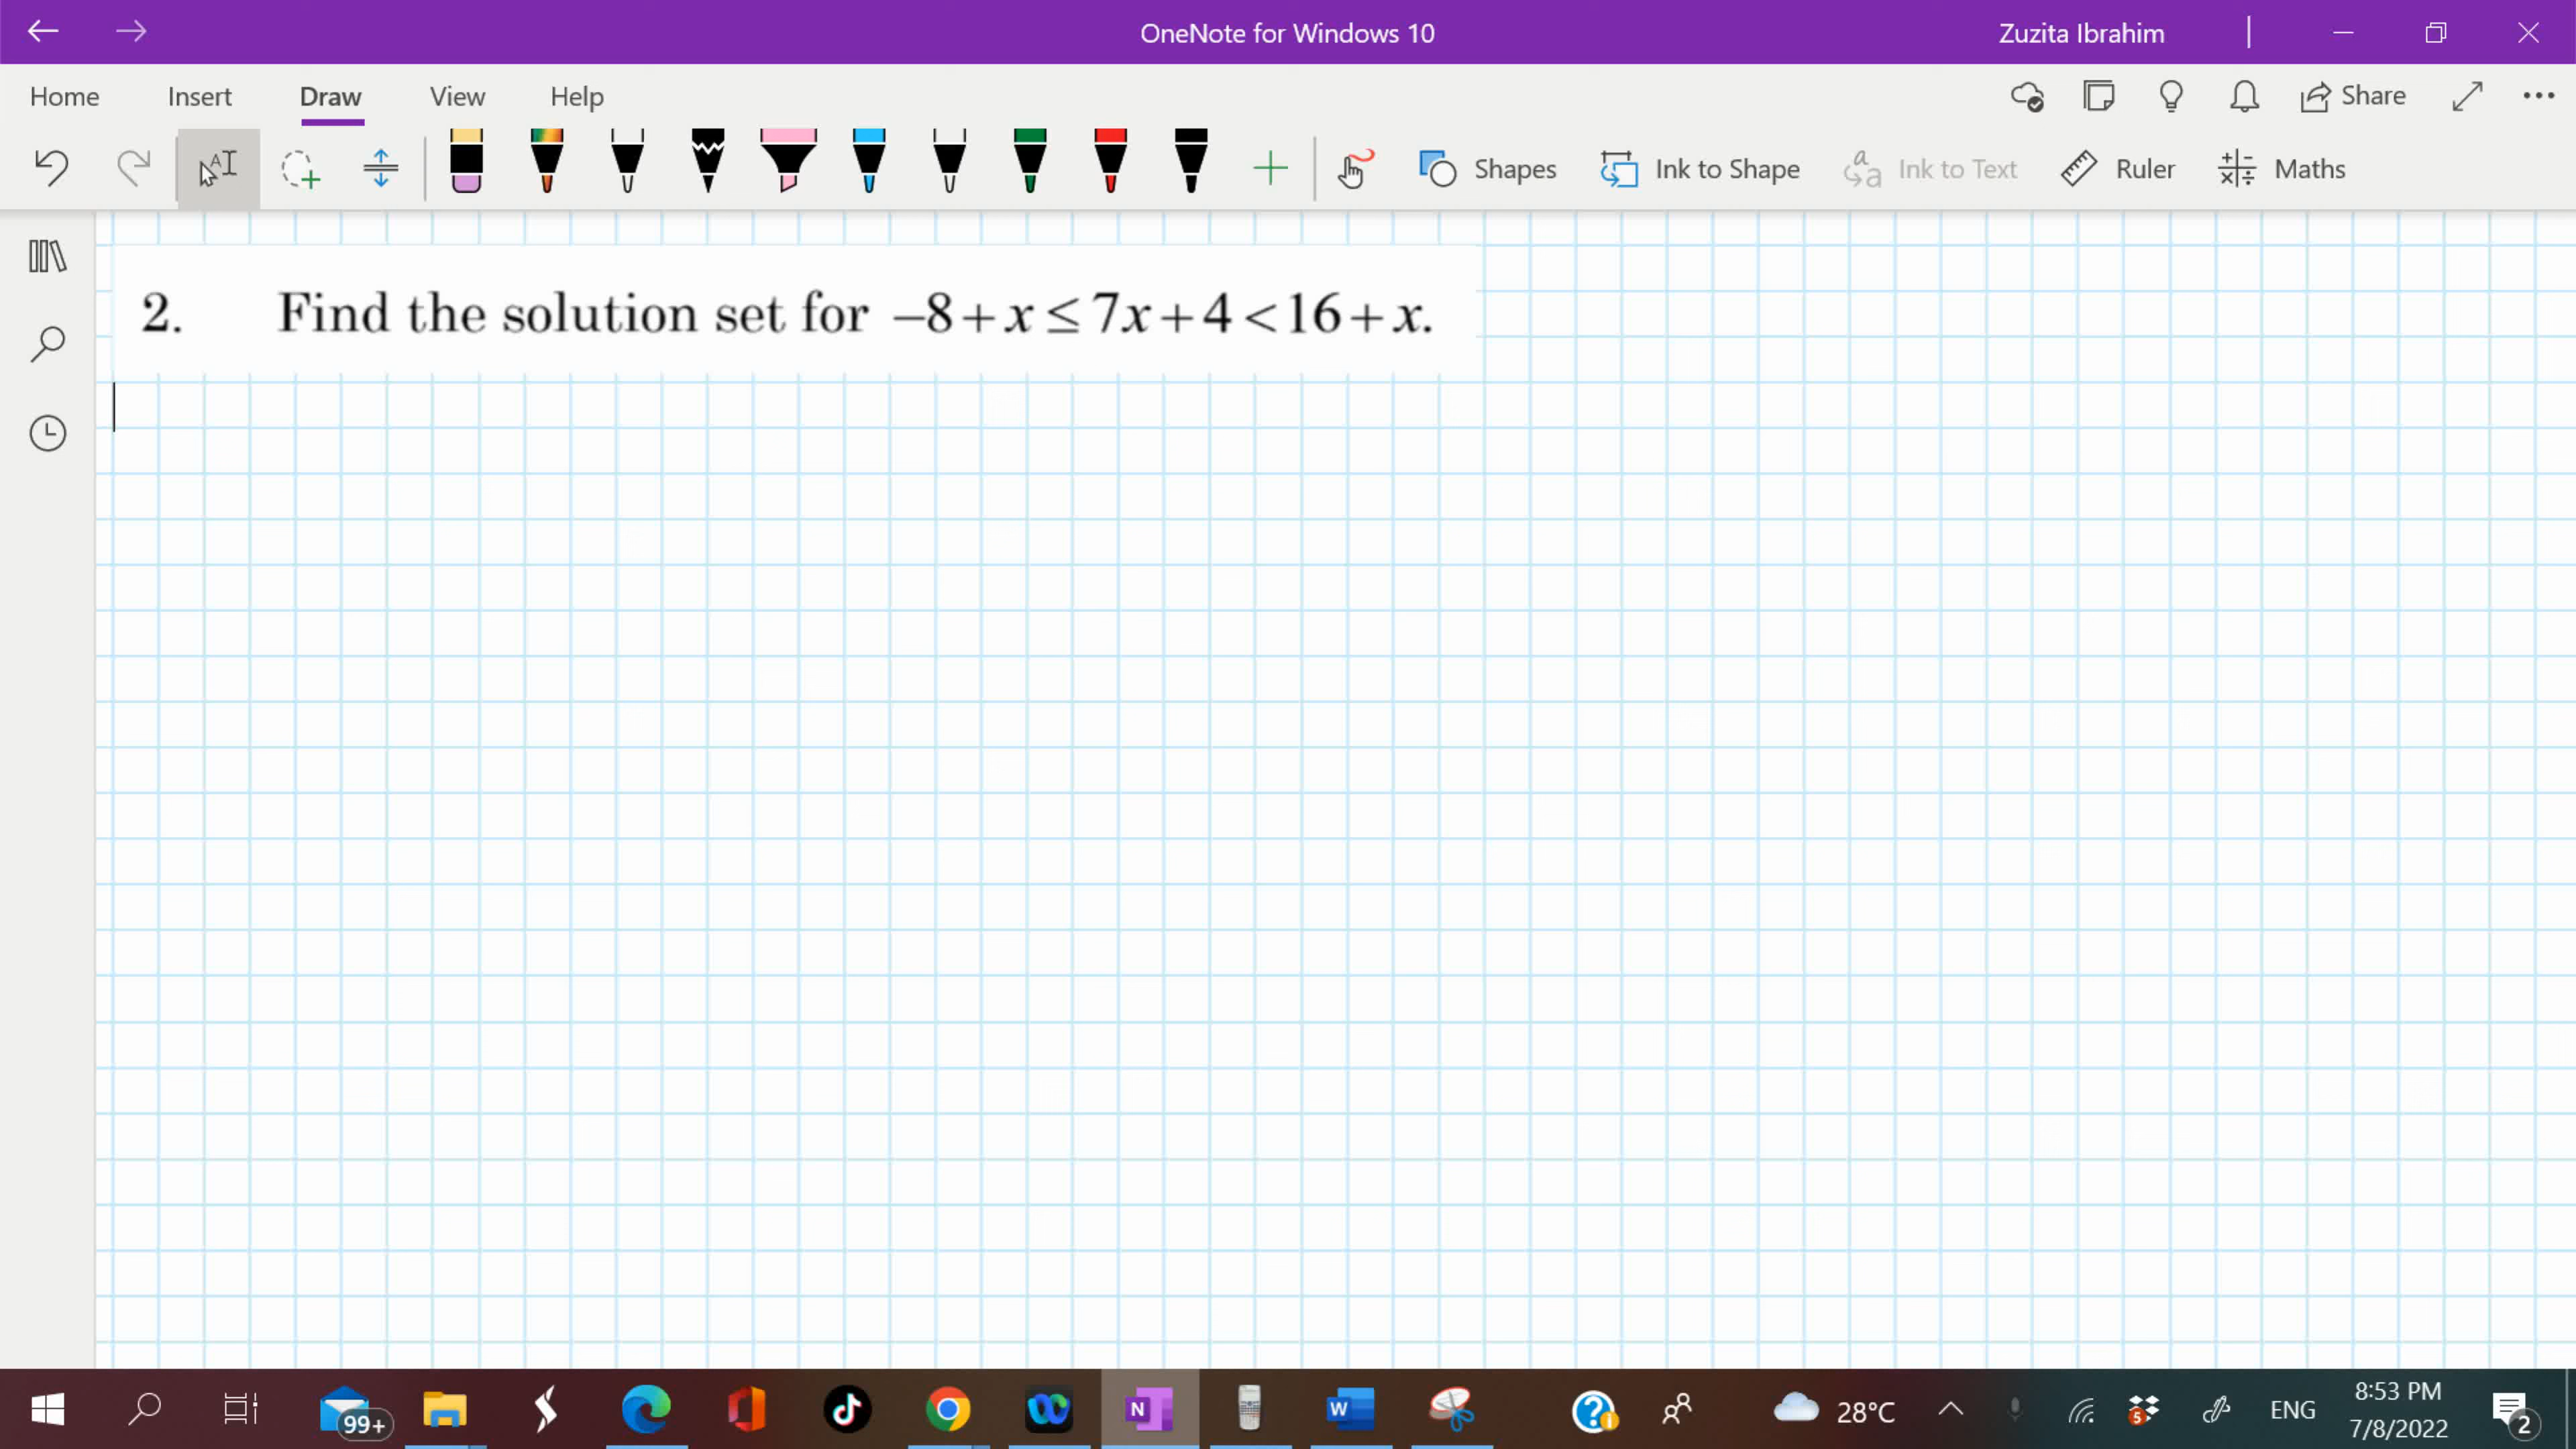 OneNote for Windows 10
Zuzita Ibrahim
Home Insert Draw View Help
Share
Shapes Ink to Shape Ink to Text Ruler Maths
2. Find the solution set for −8+x≤7x+4<16+x.
99+
28°C
5
ENG
8:53 PM
7/8/2022
2